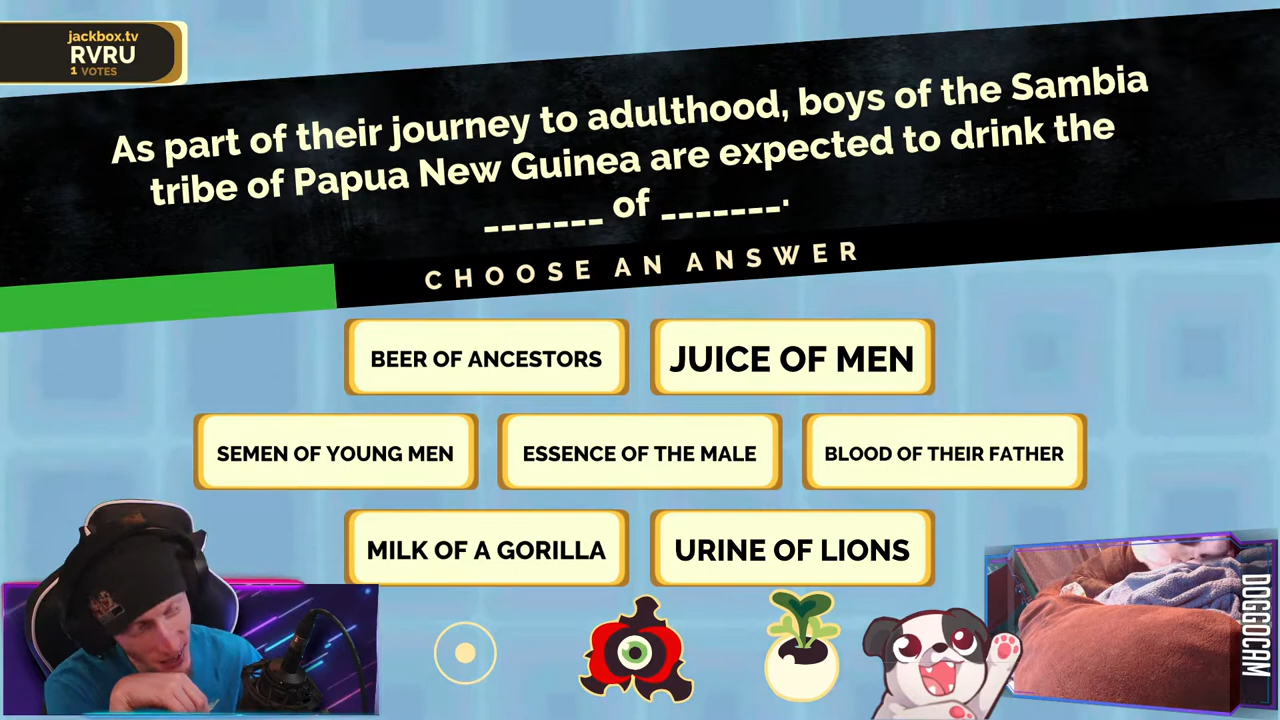 jackbox.tv
RVRU
1 VOTES
As part of their journey to adulthood, boys of the Sambia
tribe of Papua New Guinea are expected to drink the
_______ of _______.
CHOOSE AN ANSWER
BEER OF ANCESTORS
JUICE OF MEN
SEMEN OF YOUNG MEN
ESSENCE OF THE MALE
BLOOD OF THEIR FATHER
MILK OF A GORILLA
URINE OF LIONS
DOGGOCAM